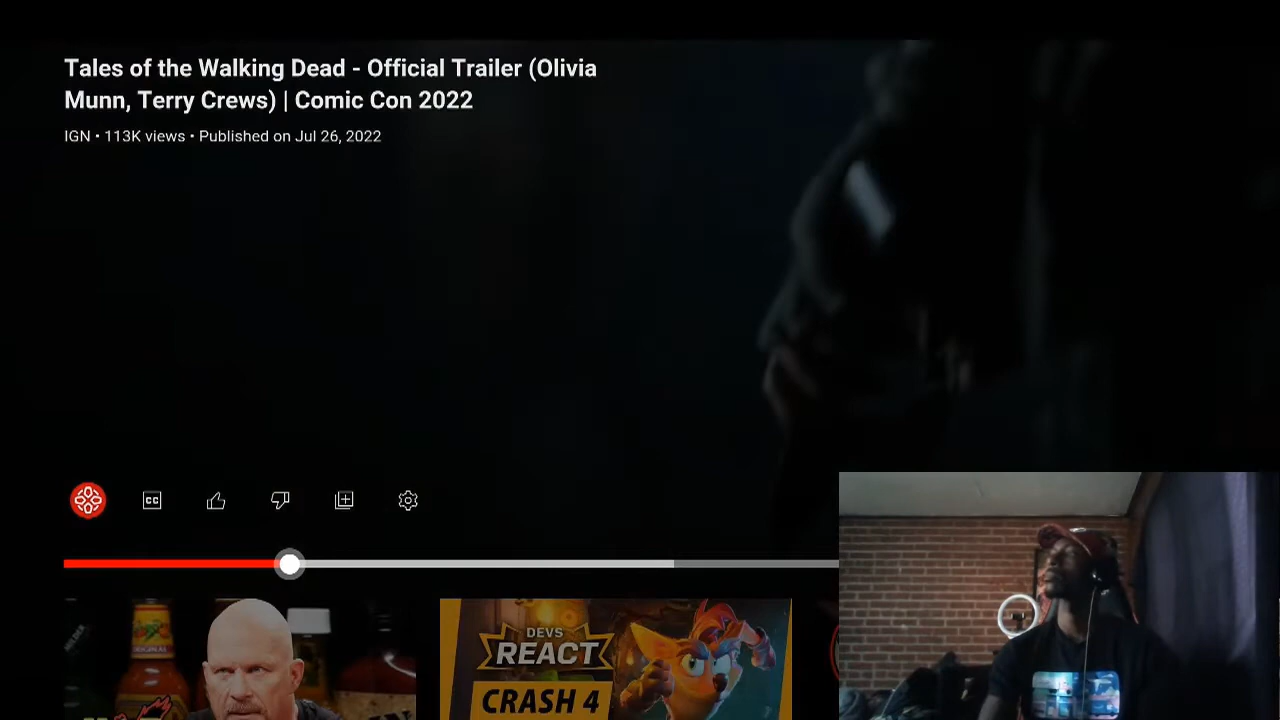 Tales of the Walking Dead - Official Trailer (Olivia
Munn, Terry Crews) | Comic Con 2022
IGN • 113K views • Published on Jul 26, 2022
CC
DEVS
REACT
CRASH 4